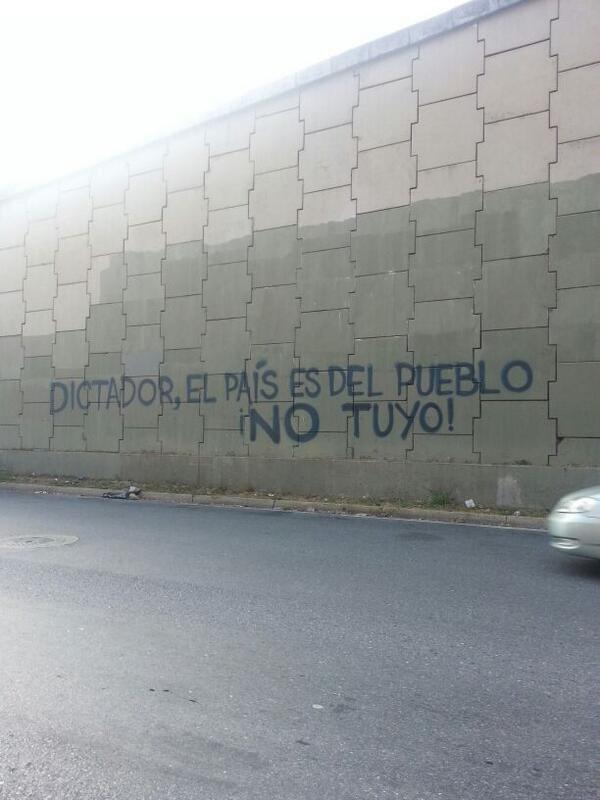 DICTADOR, EL PAÍS ES DEL PUEBLO
¡NO TUYO!